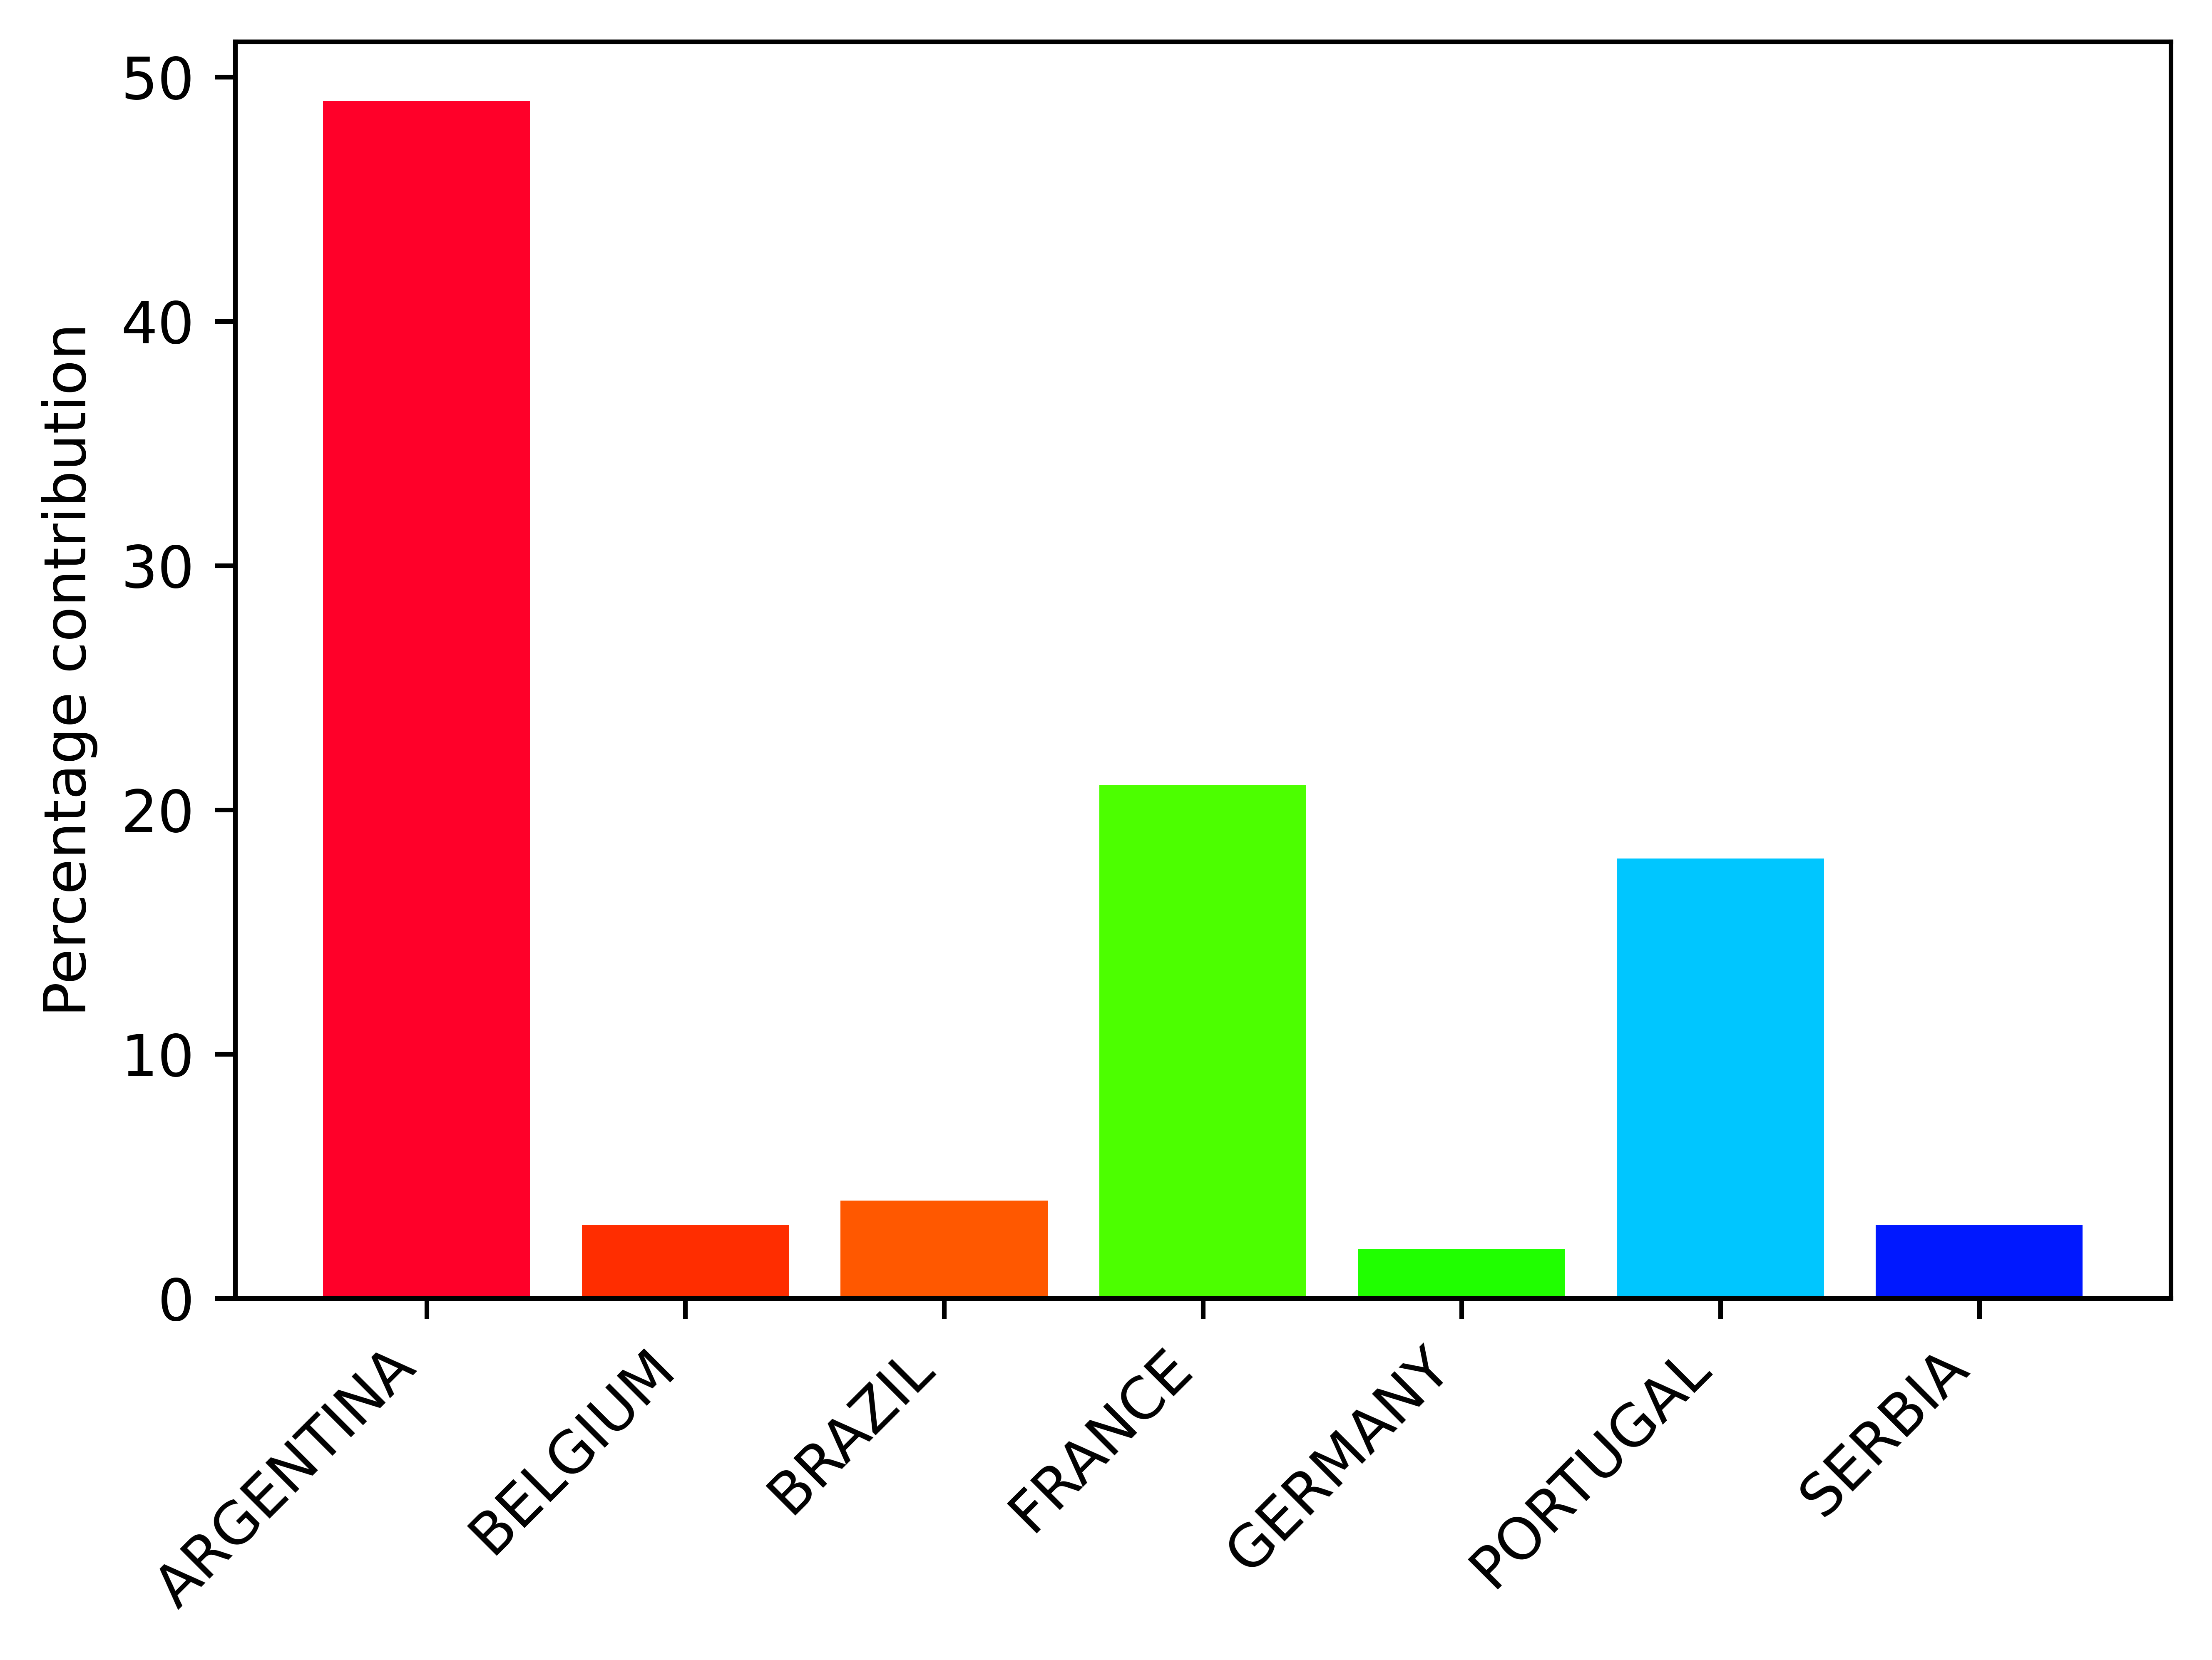 Percentage contribution
50
40
30
20
10
0
ARGENTINA
BELGIUM
BRAZIL
FRANCE
GERMANY
PORTUGAL
SERBIA